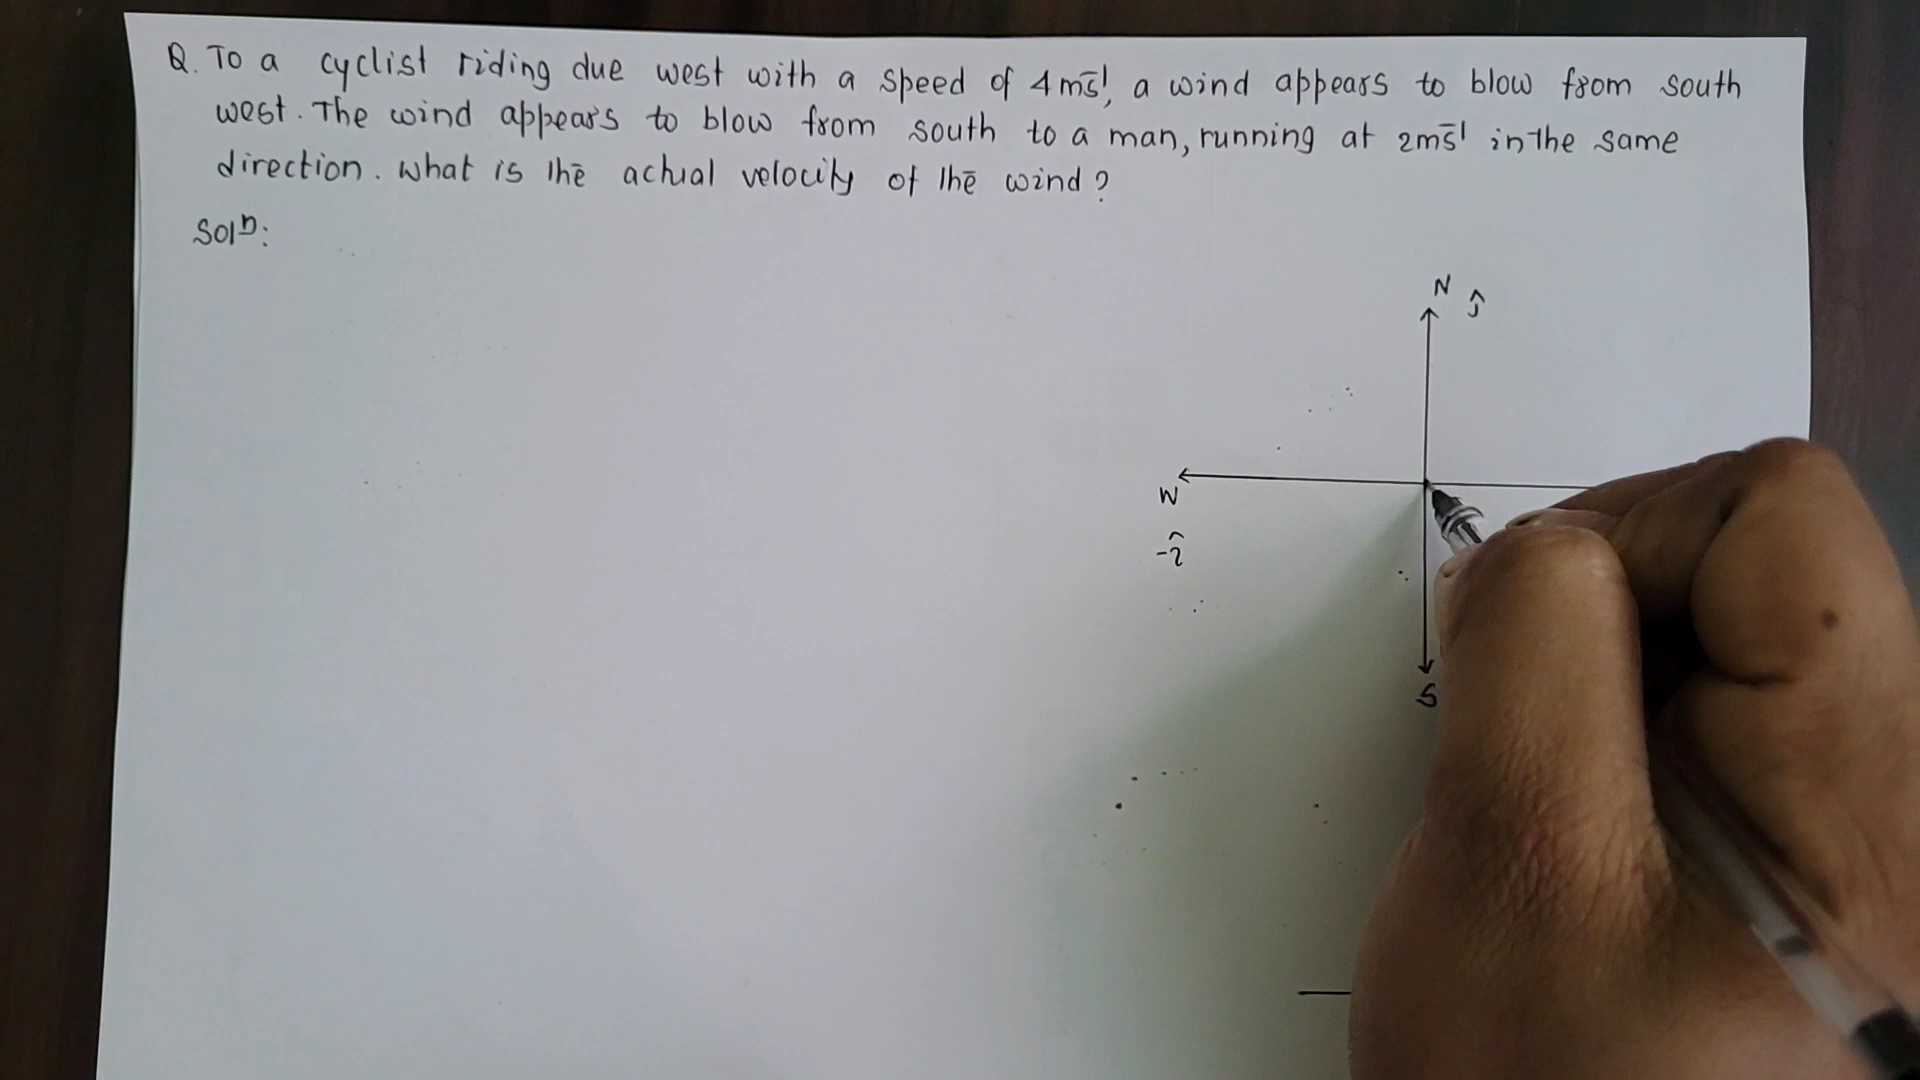 Q. To a cyclist riding due west with a speed of 4 ms⁻¹, a wind appears to blow from south
west. The wind appears to blow from south to a man, running at 2ms⁻¹ in the same
direction. what is the actual velocity of the wind?
Solⁿ:
N ĵ
W
-î
S